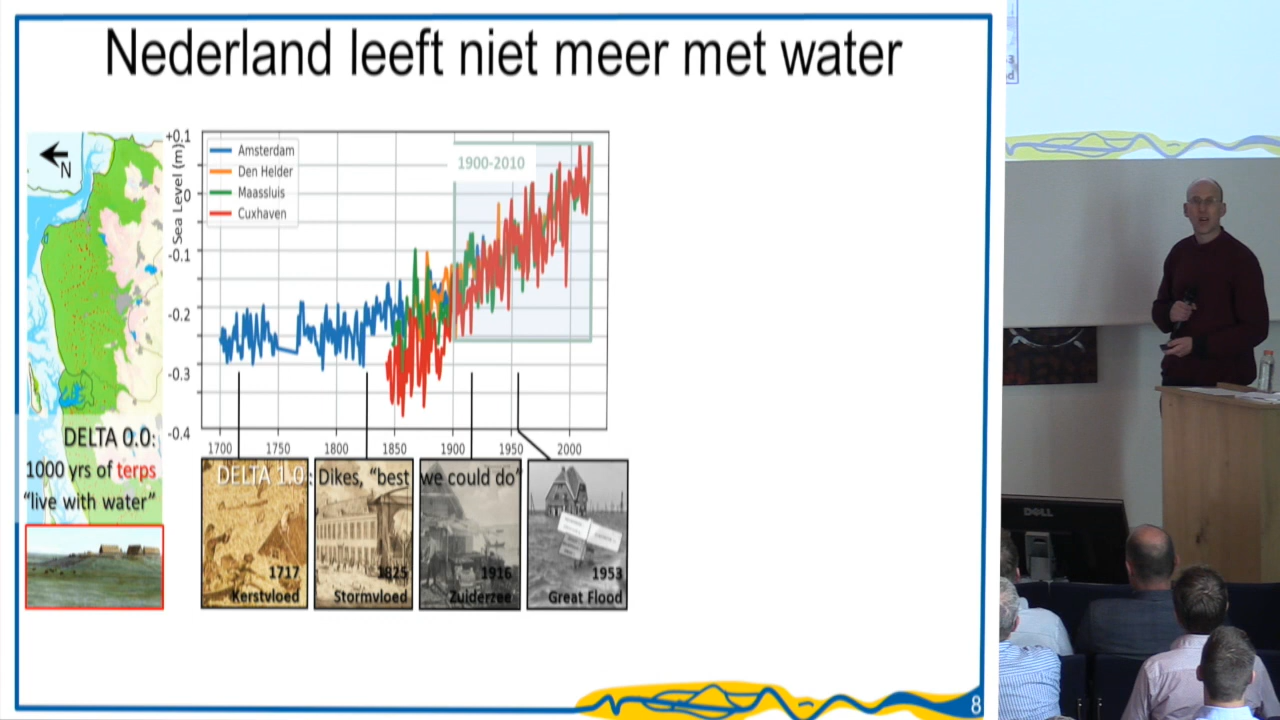 Nederland leeft niet meer met water
N
+0.1
0
-0.1
-0.2
-0.3
-0.4
Sea Level (m)
Amsterdam
Den Helder
Maassluis
Cuxhaven
1900-2010
1700
1750
1800
1850
1900
1950
2000
DELTA 0.0:
1000 yrs of terps
"live with water"
DELTA 1.0: Dikes, "best we could do"
1717
Kerstvloed
1825
Stormvloed
1916
Zuiderzee
1953
Great Flood
8
DELL